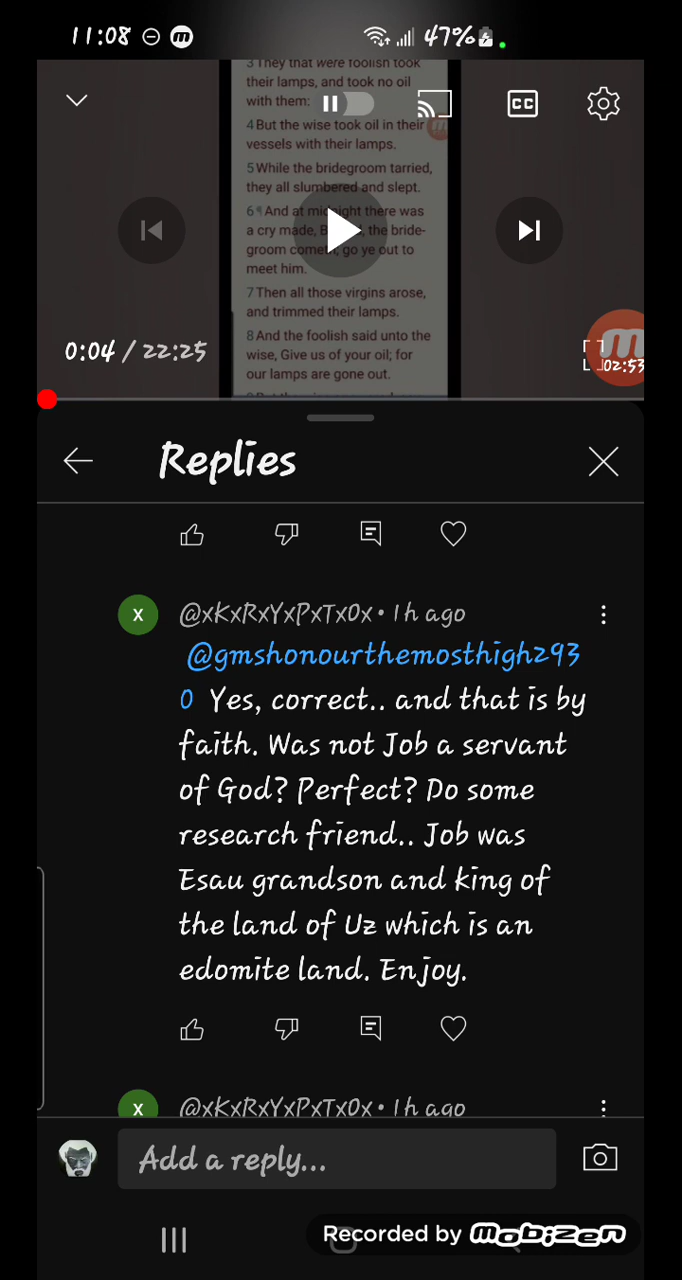 11:08 m 47%
3 They that were foolish took
their lamps, and took no oil
with them:
CC
4 But the wise took oil in their
vessels with their lamps.
5 While the bridegroom tarried,
they all slumbered and slept.
6 ¶ And at midnight there was
a cry made, the bride-
groom cometh, go ye out to
meet him.
7 Then all those virgins arose,
and trimmed their lamps.
8 And the foolish said unto the
wise, Give us of your oil; for
our lamps are gone out.
0:04 / 22:25
m
02:53
Replies
X
@xKxRxYxPxTx0x • 1h ago
@gmshonourthemosthigh293
0 Yes, correct.. and that is by
faith. Was not Job a servant
of God? Perfect? Do some
research friend.. Job was
Esau grandson and king of
the land of Uz which is an
edomite land. Enjoy.
X
@xKxRxYxPxTx0x • 1h ago
Add a reply...
Recorded by mobizen